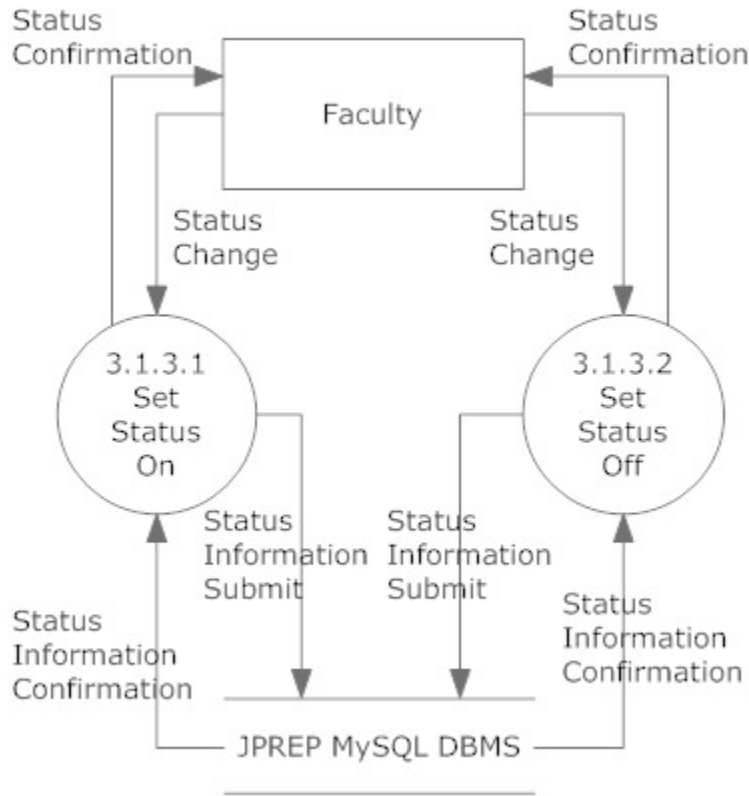 Status
Confirmation
Status
Confirmation
Faculty
Status
Change
Status
Change
3.1.3.1
Set
Status
On
3.1.3.2
Set
Status
Off
Status
Information
Submit
Status
Information
Submit
Status
Information
Confirmation
Status
Information
Confirmation
JPREP MySQL DBMS